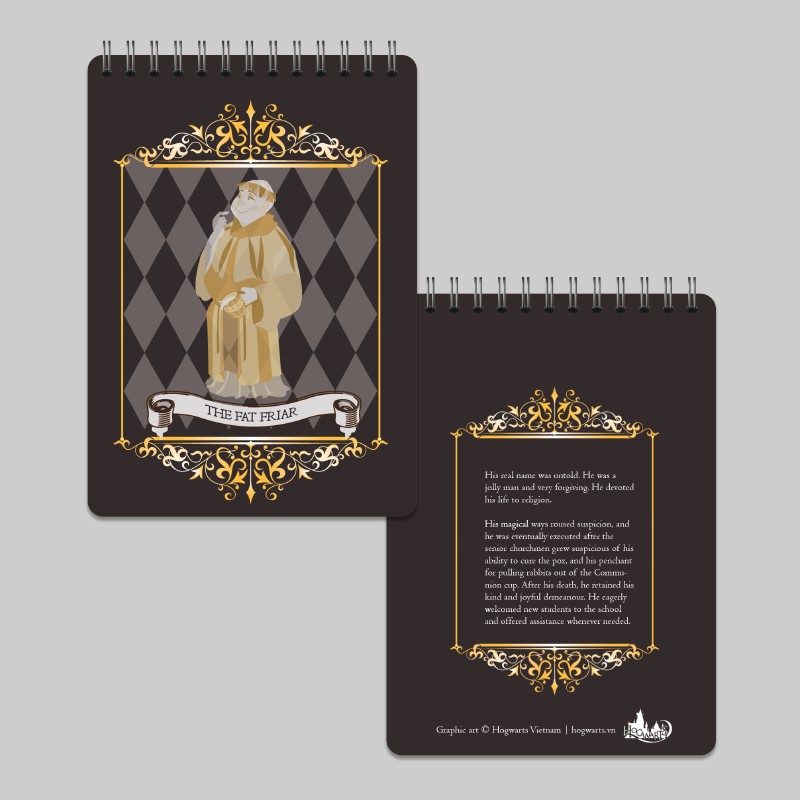 THE FAT FRIAR
His real name was untold. He was a
jolly man and very forgiving. He devoted
his life to religion.
His magical ways roused suspicion, and
he was eventually executed after the
senior churchmen grew suspicious of his
ability to cure the pox, and his penchant
for pulling rabbits out of the Commu-
nion cup. After his death, he retained his
kind and joyful demeanour. He eagerly
welcomed new students to the school
and offered assistance whenever needed.
Graphic art © Hogwarts Vietnam | hogwarts.vn
HOGWARTS